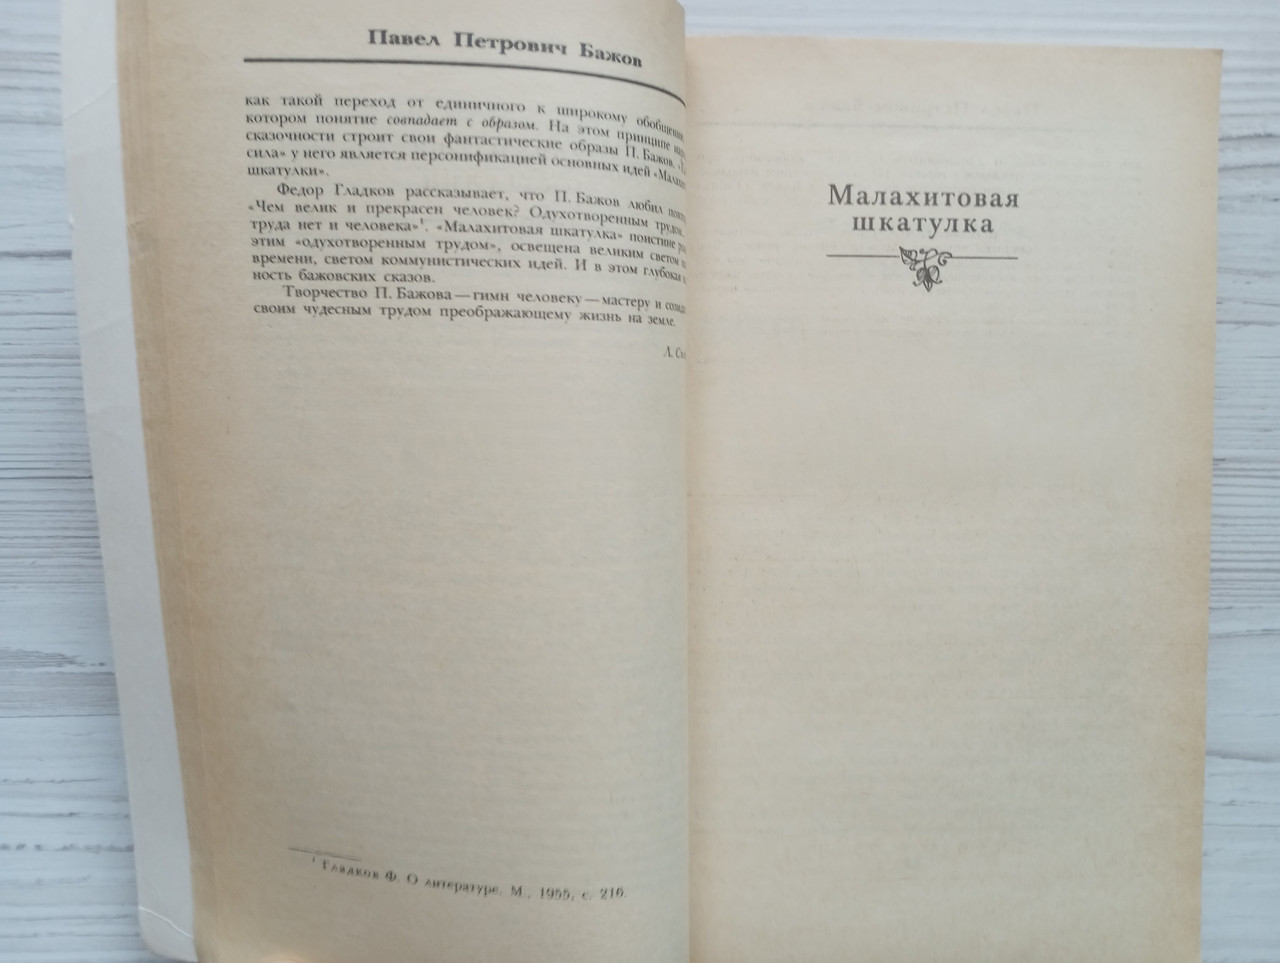 Павел Петрович Бажов
как такой переход от единичного к широкому
котором понятие совпадает с образом. На этом принципе
сказочности строит свои фантастические образы П. Бажов.
сила» у него является персонификацией основных идей
шкатулки».
Федор Гладков рассказывает, что П. Бажов любил
«Чем велик и прекрасен человек? Одухотворенным трудом.
труда нет и человека»¹. «Малахитовая шкатулка» поистине
этим «одухотворенным трудом», освещена великим светом
времени, светом коммунистических идей. И в этом глубокая
ность бажовских сказов.
Творчество П. Бажова — гимн человеку — мастеру и
своим чудесным трудом преображающему жизнь на земле.
Л.
¹ Гладков Ф. О литературе. М., 1955, с. 216.
Малахитовая
шкатулка